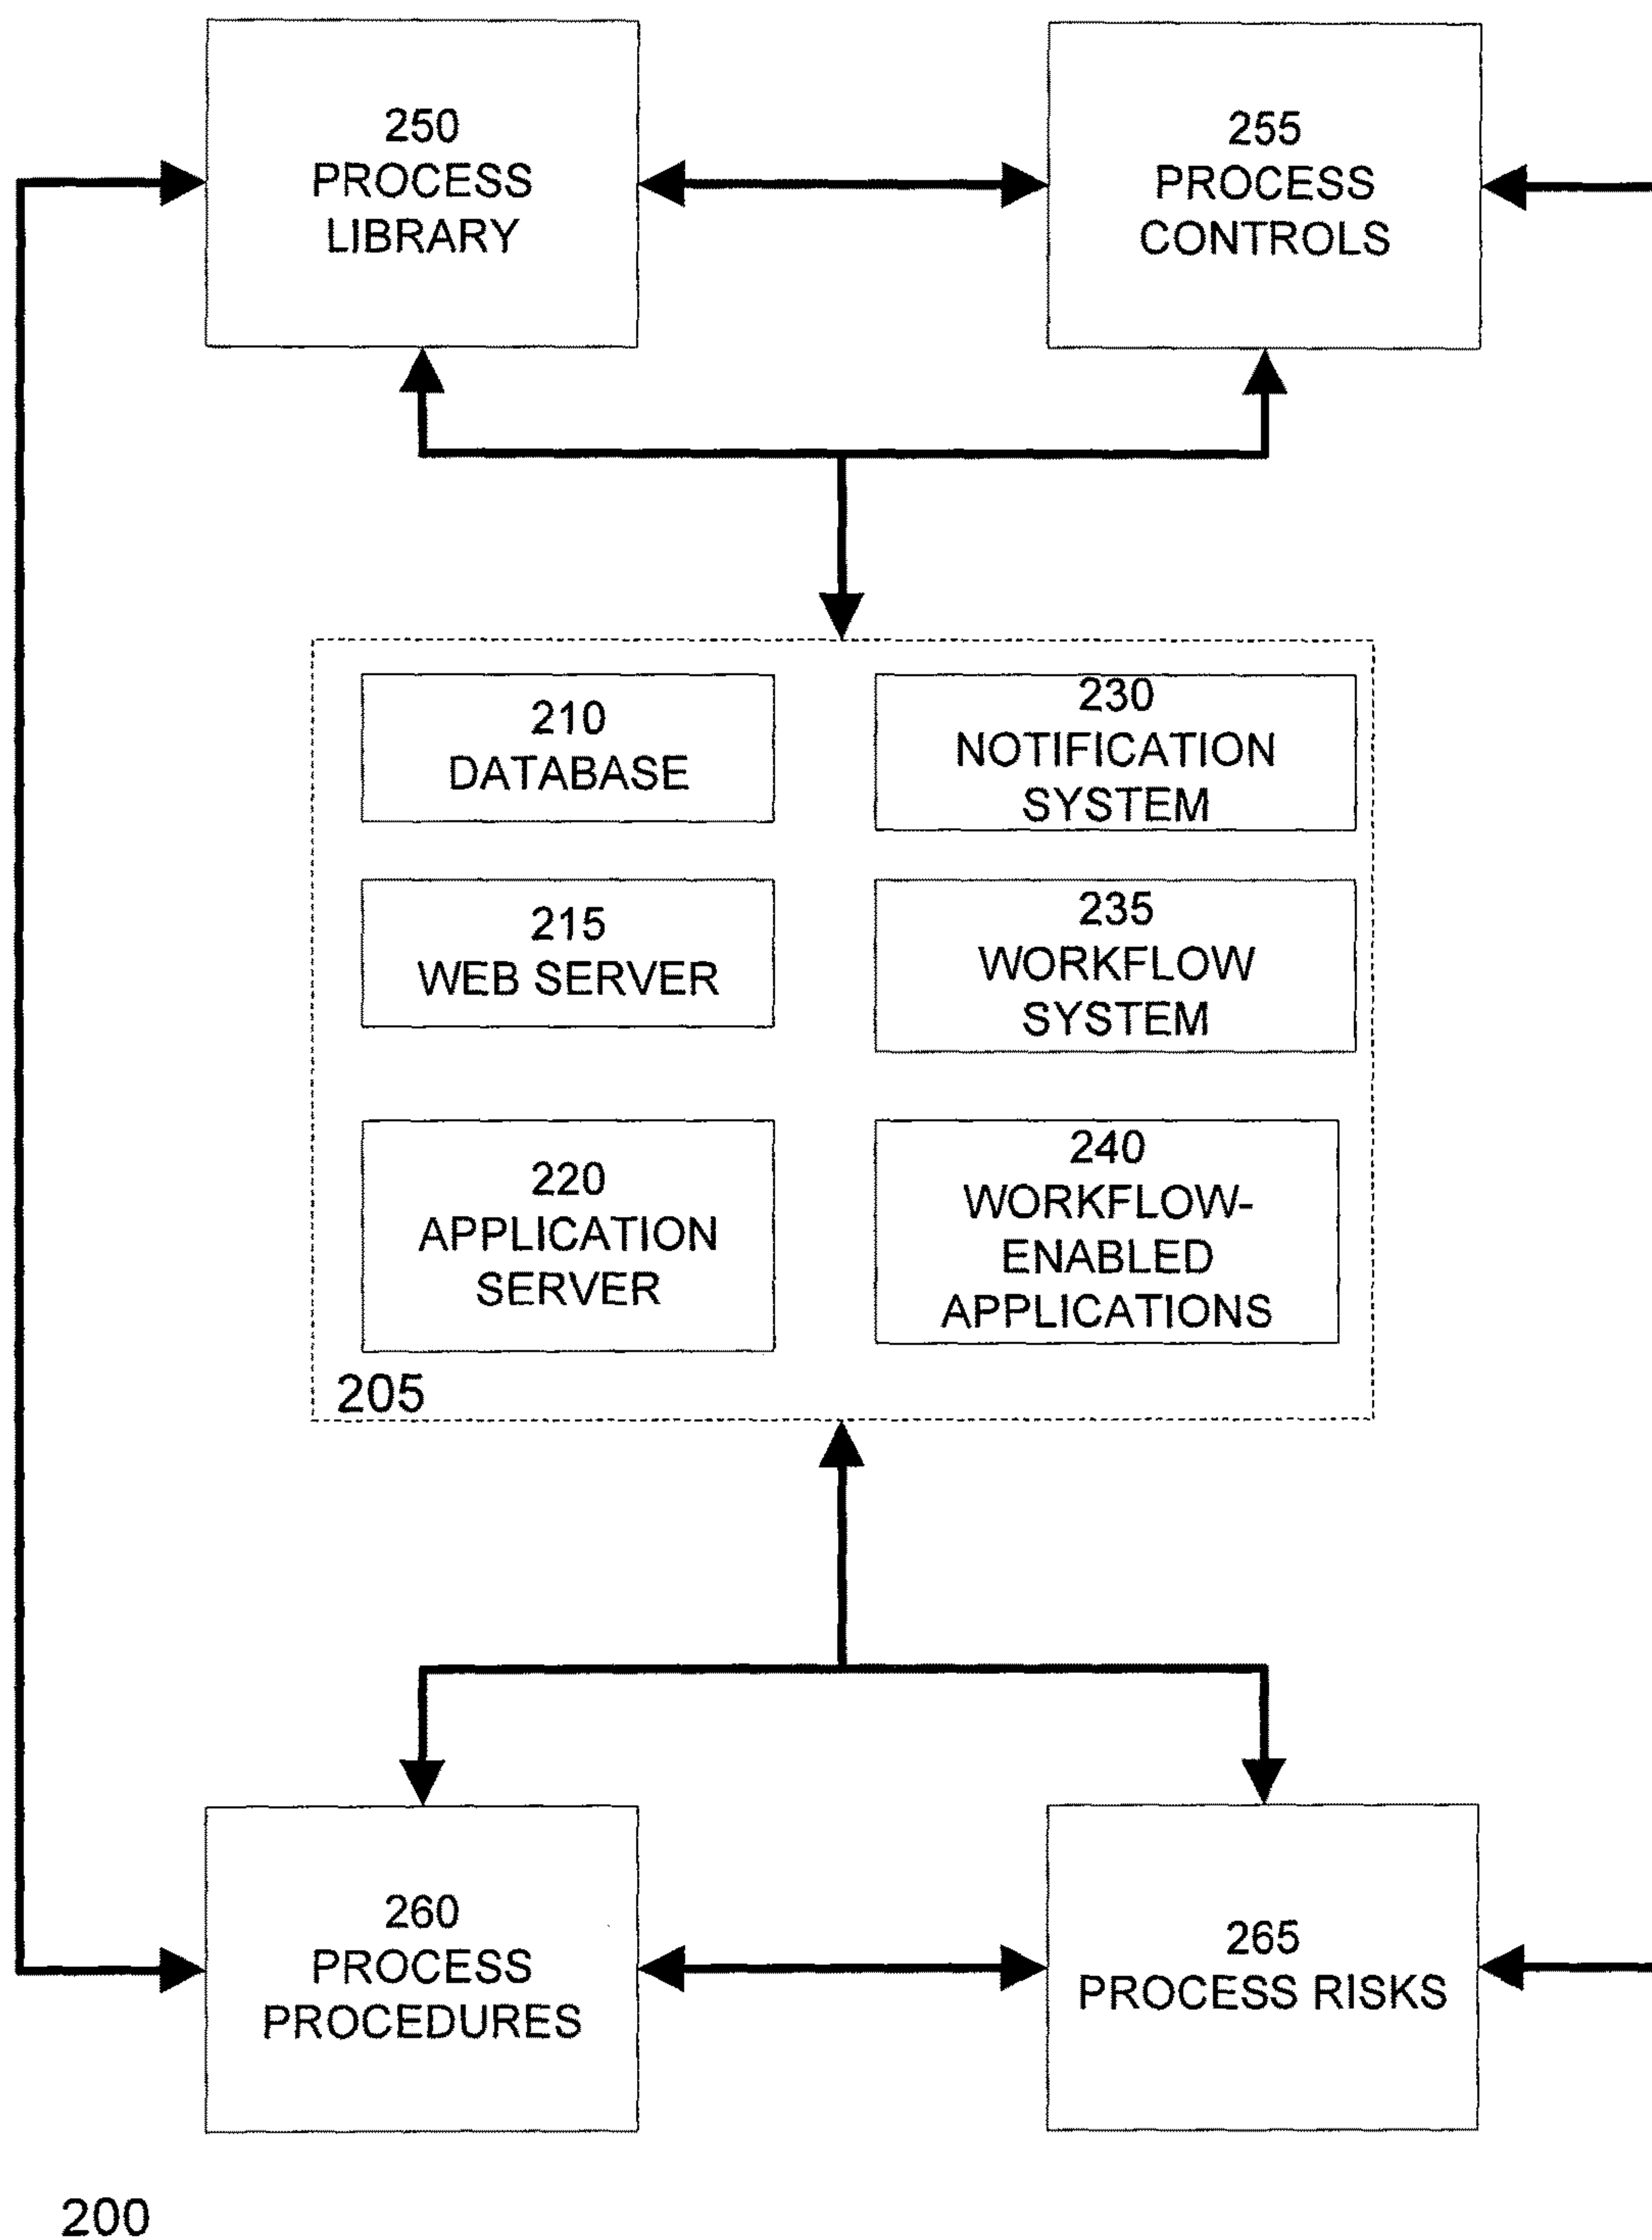 250
PROCESS
LIBRARY
255
PROCESS
CONTROLS
210
DATABASE
230
NOTIFICATION
SYSTEM
215
WEB SERVER
235
WORKFLOW
SYSTEM
220
APPLICATION
SERVER
240
WORKFLOW-
ENABLED
APPLICATIONS
205
260
PROCESS
PROCEDURES
265
PROCESS RISKS
200